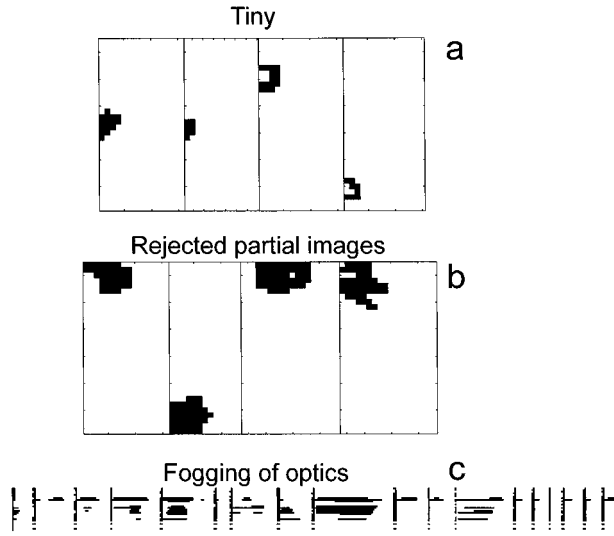 Tiny
a
Rejected partial images
b
Fogging of optics
c